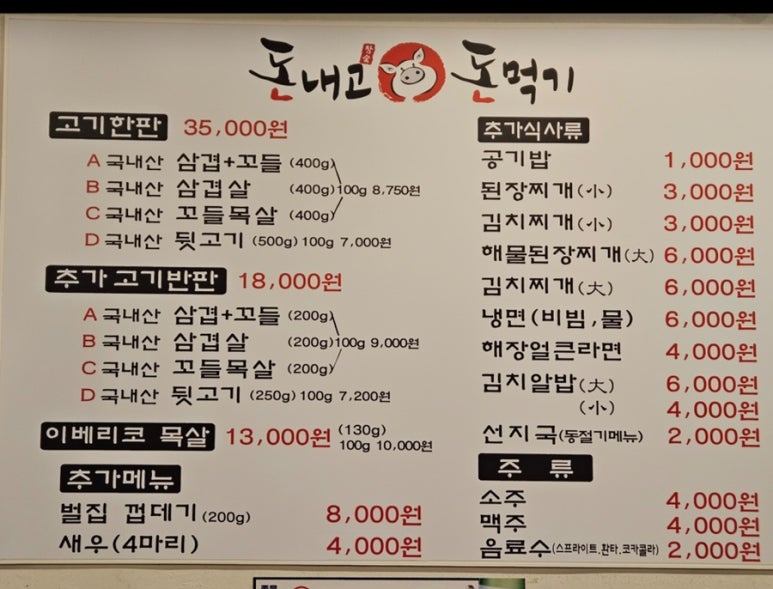 돈내고 황금 돈먹기
고기한판 35,000원
A 국내산 삼겹+꼬들 (400g)
B 국내산 삼겹살 (400g) 100g 8,750원
C 국내산 꼬들목살 (400g)
D 국내산 뒷고기 (500g) 100g 7,000원
추가 고기반판 18,000원
A 국내산 삼겹+꼬들 (200g)
B 국내산 삼겹살 (200g) 100g 9,000원
C 국내산 꼬들목살 (200g)
D 국내산 뒷고기 (250g) 100g 7,200원
이베리코 목살 13,000원 (130g)
100g 10,000원
추가메뉴
벌집 껍데기 (200g) 8,000원
새우(4마리) 4,000원
추가식사류
공기밥 1,000원
된장찌개(小) 3,000원
김치찌개(小) 3,000원
해물된장찌개(大) 6,000원
김치찌개(大) 6,000원
냉면(비빔,물) 6,000원
해장얼큰라면 4,000원
김치알밥(大) 6,000원
(小) 4,000원
선지국(동절기메뉴) 2,000원
주 류
소주 4,000원
맥주 4,000원
음료수(스프라이트.환타.코카콜라) 2,000원